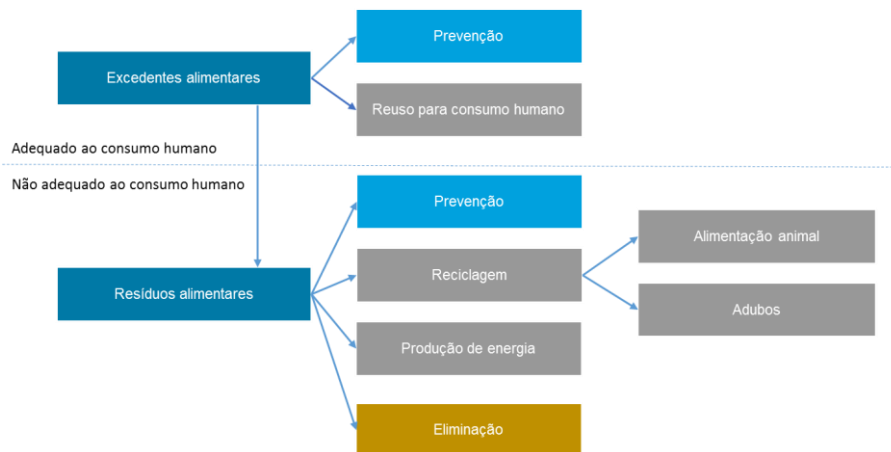 Prevenção
Excedentes alimentares
Reuso para consumo humano
Adequado ao consumo humano
Não adequado ao consumo humano
Prevenção
Alimentação animal
Reciclagem
Resíduos alimentares
Adubos
Produção de energia
Eliminação